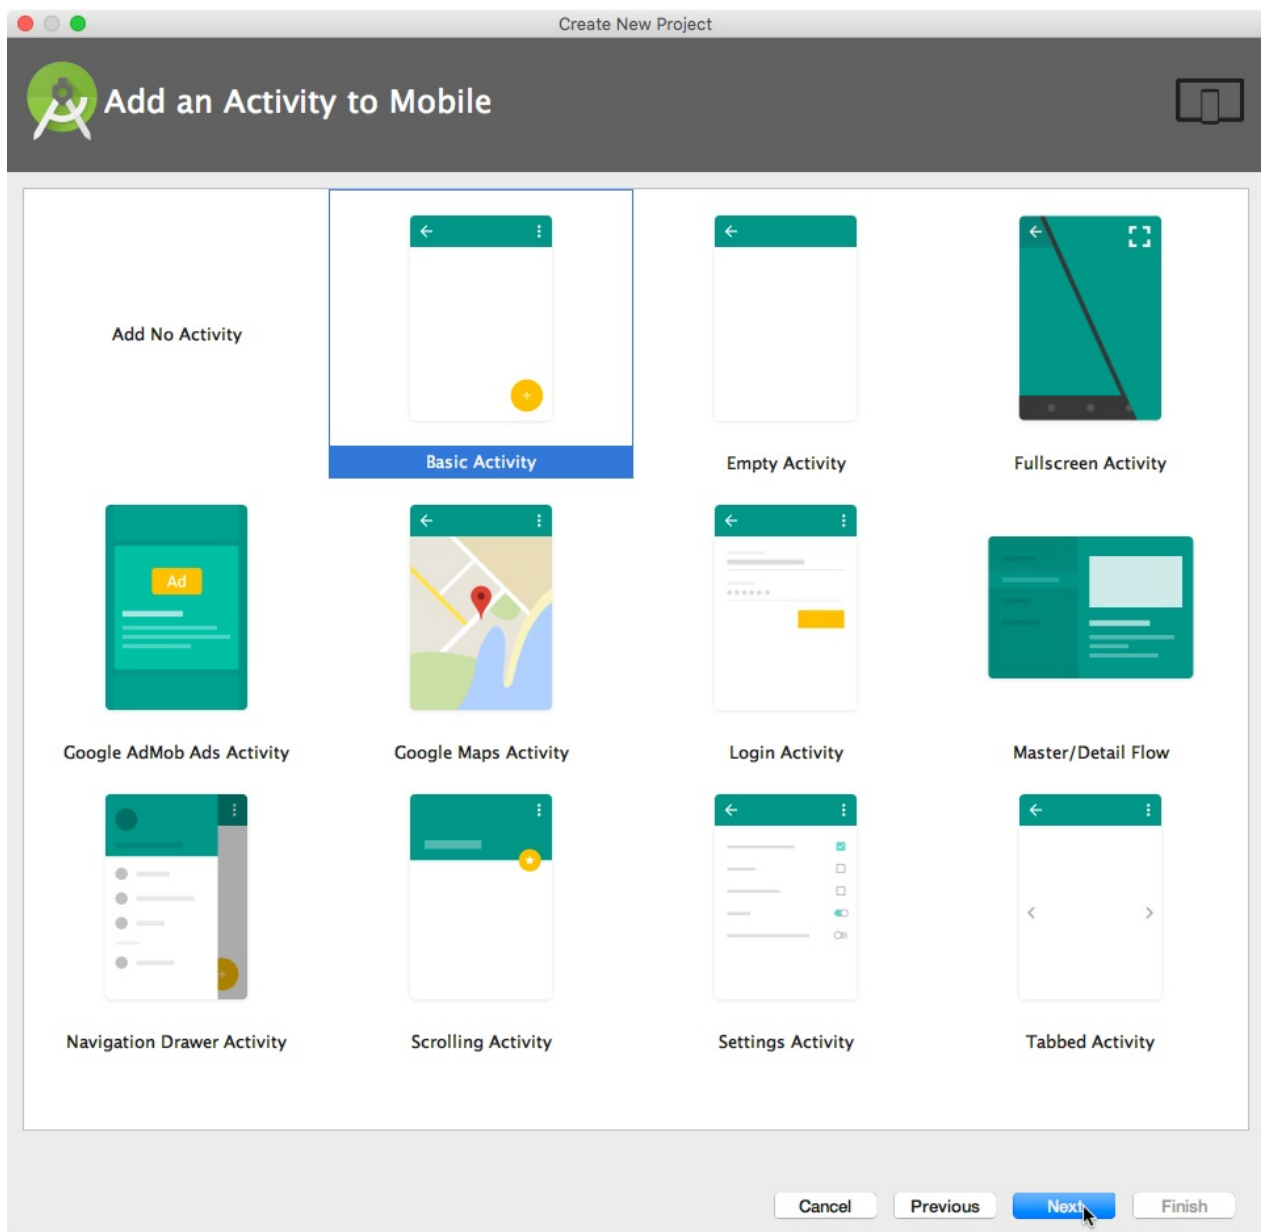 Create New Project
Add an Activity to Mobile
Add No Activity
Basic Activity
Empty Activity
Fullscreen Activity
Ad
Google AdMob Ads Activity
Google Maps Activity
Login Activity
Master/Detail Flow
Navigation Drawer Activity
Scrolling Activity
Settings Activity
Tabbed Activity
Cancel
Previous
Next
Finish